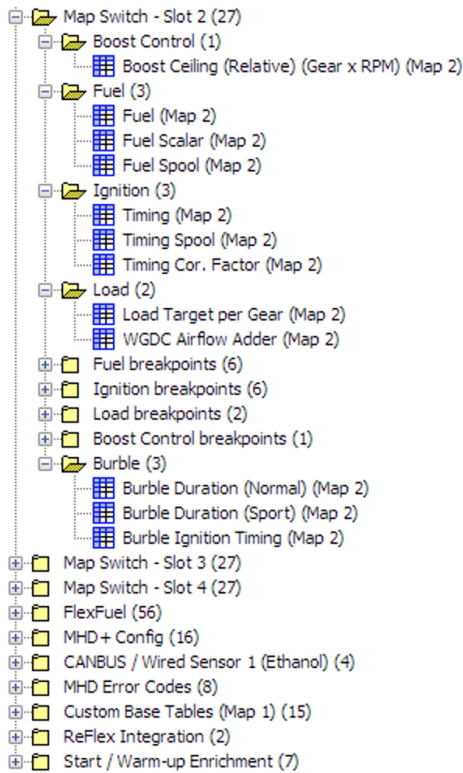 Map Switch - Slot 2 (27)
Boost Control (1)
Boost Ceiling (Relative) (Gear x RPM) (Map 2)
Fuel (3)
Fuel (Map 2)
Fuel Scalar (Map 2)
Fuel Spool (Map 2)
Ignition (3)
Timing (Map 2)
Timing Spool (Map 2)
Timing Cor. Factor (Map 2)
Load (2)
Load Target per Gear (Map 2)
WGDC Airflow Adder (Map 2)
Fuel breakpoints (6)
Ignition breakpoints (6)
Load breakpoints (2)
Boost Control breakpoints (1)
Burble (3)
Burble Duration (Normal) (Map 2)
Burble Duration (Sport) (Map 2)
Burble Ignition Timing (Map 2)
Map Switch - Slot 3 (27)
Map Switch - Slot 4 (27)
FlexFuel (56)
MHD+ Config (16)
CANBUS / Wired Sensor 1 (Ethanol) (4)
MHD Error Codes (8)
Custom Base Tables (Map 1) (15)
ReFlex Integration (2)
Start / Warm-up Enrichment (7)